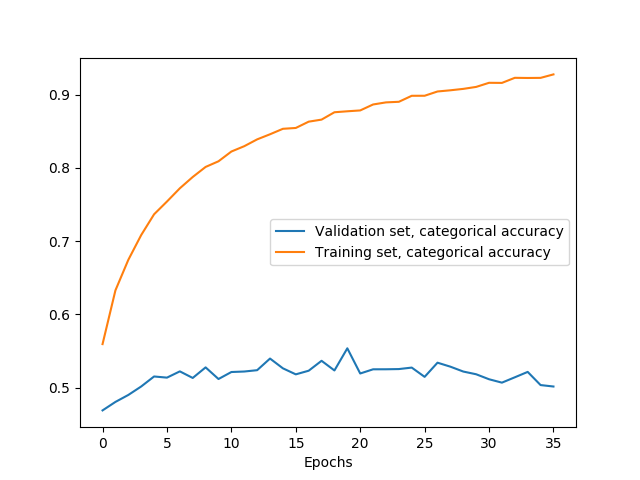 0.9
0.8
0.7
0.6
0.5
Validation set, categorical accuracy
Training set, categorical accuracy
0 5 10 15 20 25 30 35
Epochs